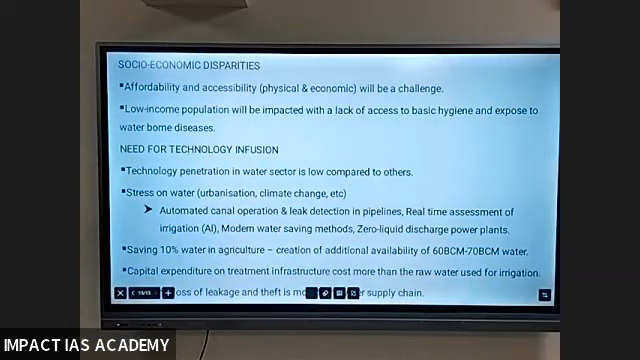 SOCIO-ECONOMIC DISPARITIES
▪Affordability and accessibility (physical & economic) will be a challenge.
▪Low-income population will be impacted with a lack of access to basic hygiene and expose to
water borne diseases.
NEED FOR TECHNOLOGY INFUSION
▪Technology penetration in water sector is low compared to others.
▪Stress on water (urbanisation, climate change, etc)
➤ Automated canal operation & leak detection in pipelines, Real time assessment of
irrigation (AI), Modern water saving methods, Zero-liquid discharge power plants.
▪Saving 10% water in agriculture – creation of additional availability of 60BCM-70BCM water.
▪Capital expenditure on treatment infrastructure cost more than the raw water used for irrigation.
of leakage and theft is supply chain.
IMPACT IAS ACADEMY